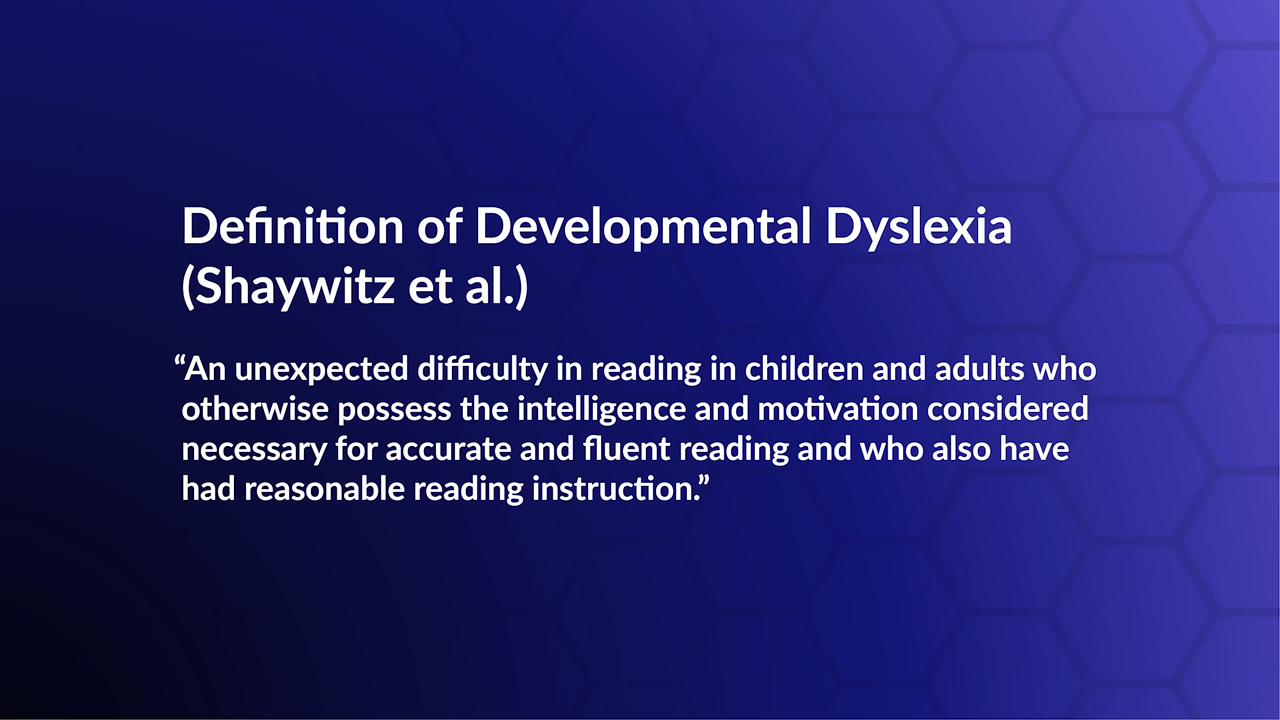 Definition of Developmental Dyslexia
(Shaywitz et al.)
“An unexpected difficulty in reading in children and adults who
otherwise possess the intelligence and motivation considered
necessary for accurate and fluent reading and who also have
had reasonable reading instruction.”